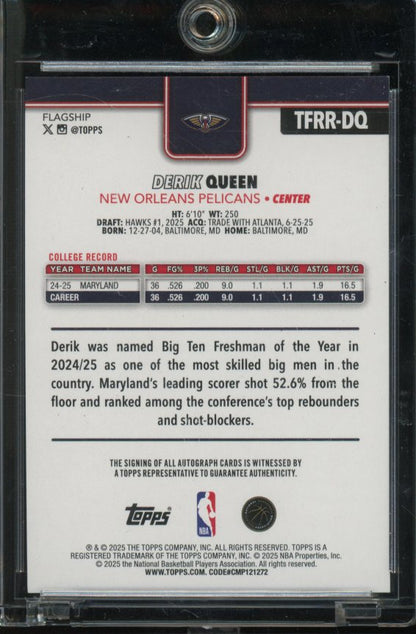 FLAGSHIP
TFRR-DQ
X @TOPPS
DERIK QUEEN
NEW ORLEANS PELICANS • CENTER
HT: 6'10" WT: 250
DRAFT: HAWKS #1, 2025 ACQ: TRADE WITH ATLANTA, 6-25-25
BORN: 12-27-04, BALTIMORE, MD HOME: BALTIMORE, MD
COLLEGE RECORD
YEAR TEAM NAME G FG% 3P% REB/G STL/G BLK/G AST/G PTS/G
24-25 MARYLAND 36 .526 .200 9.0 1.1 1.1 1.9 16.5
CAREER 36 .526 .200 9.0 1.1 1.1 1.9 16.5
Derik was named Big Ten Freshman of the Year in
2024/25 as one of the most skilled big men in the
country. Maryland's leading scorer shot 52.6% from the
floor and ranked among the conference's top rebounders
and shot-blockers.
THE SIGNING OF ALL AUTOGRAPH CARDS IS WITNESSED BY
A TOPPS REPRESENTATIVE TO GUARANTEE AUTHENTICITY.
Topps NBA
® & © 2025 THE TOPPS COMPANY, INC. ALL RIGHTS RESERVED. TOPPS IS A
REGISTERED TRADEMARK OF THE TOPPS COMPANY, INC. © 2025 NBA Properties, Inc.
© 2025 the National Basketball Players Association. All rights reserved.
WWW.TOPPS.COM. CODE#CMP121272